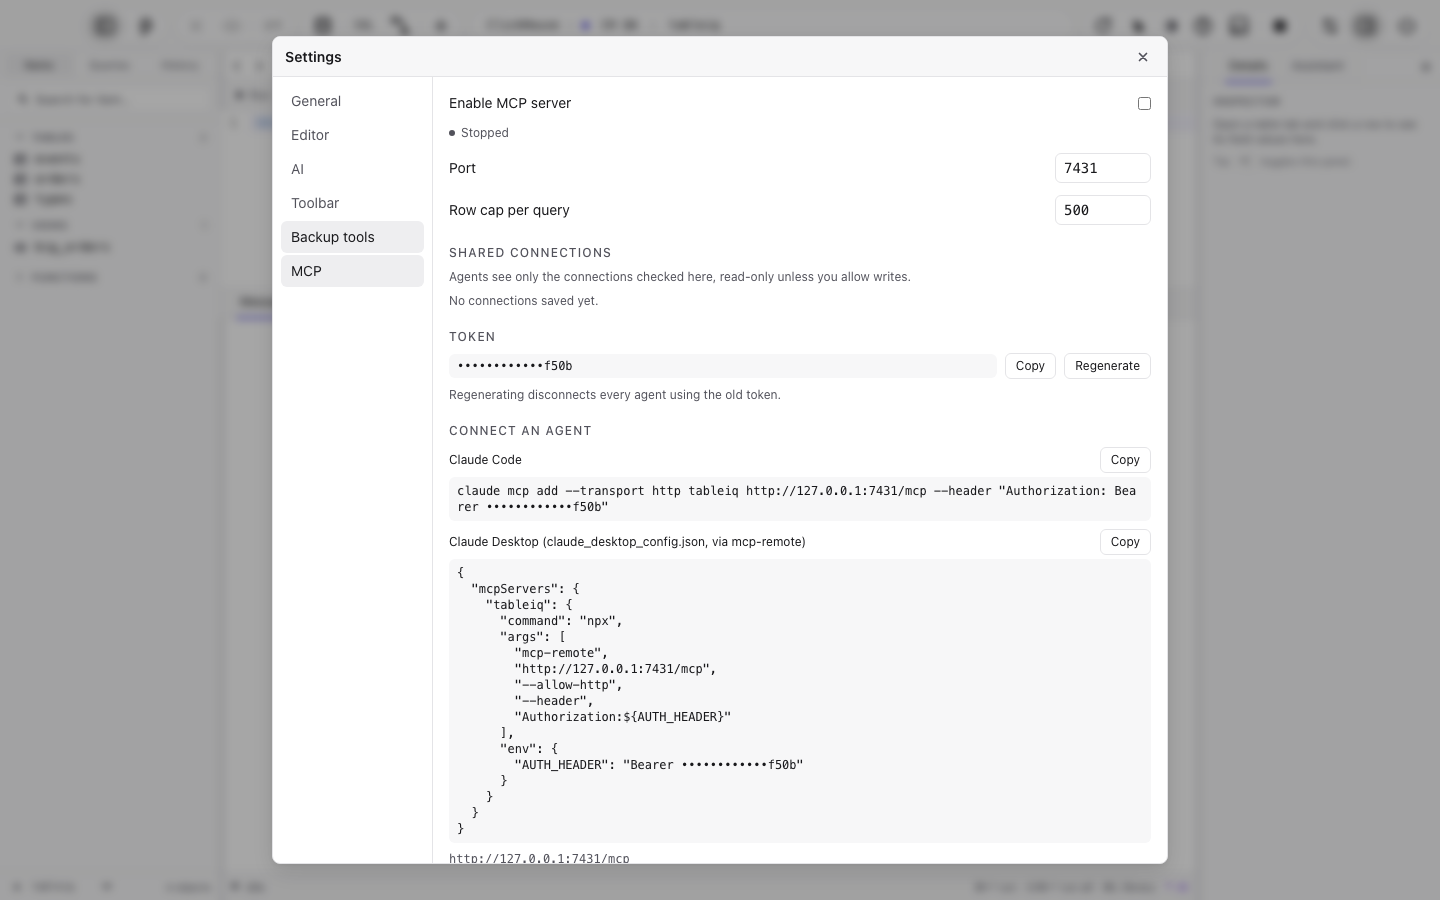 Settings
General
Editor
AI
Toolbar
Backup tools
MCP
Enable MCP server
Stopped
Port
7431
Row cap per query
500
SHARED CONNECTIONS
Agents see only the connections checked here, read-only unless you allow writes.
No connections saved yet.
TOKEN
••••••••••••f50b
Copy
Regenerate
Regenerating disconnects every agent using the old token.
CONNECT AN AGENT
Claude Code
Copy
claude mcp add --transport http tableiq http://127.0.0.1:7431/mcp --header "Authorization: Bea
rer ••••••••••••f50b"
Claude Desktop (claude_desktop_config.json, via mcp-remote)
Copy
{
"mcpServers": {
"tableiq": {
"command": "npx",
"args": [
"mcp-remote",
"http://127.0.0.1:7431/mcp",
"--allow-http",
"--header",
"Authorization:${AUTH_HEADER}"
],
"env": {
"AUTH_HEADER": "Bearer ••••••••••••f50b"
}
}
}
}
http://127.0.0.1:7431/mcp